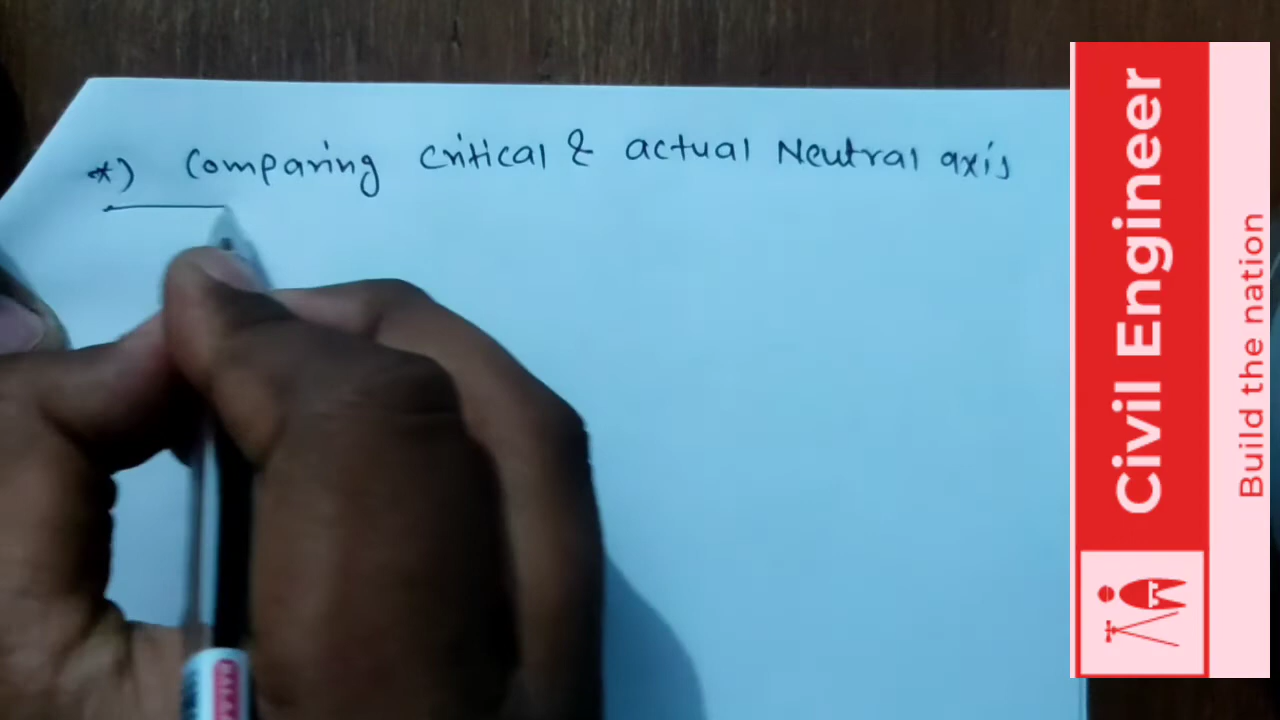 *) Comparing critical & actual Neutral axis
Civil Engineer
Build the nation